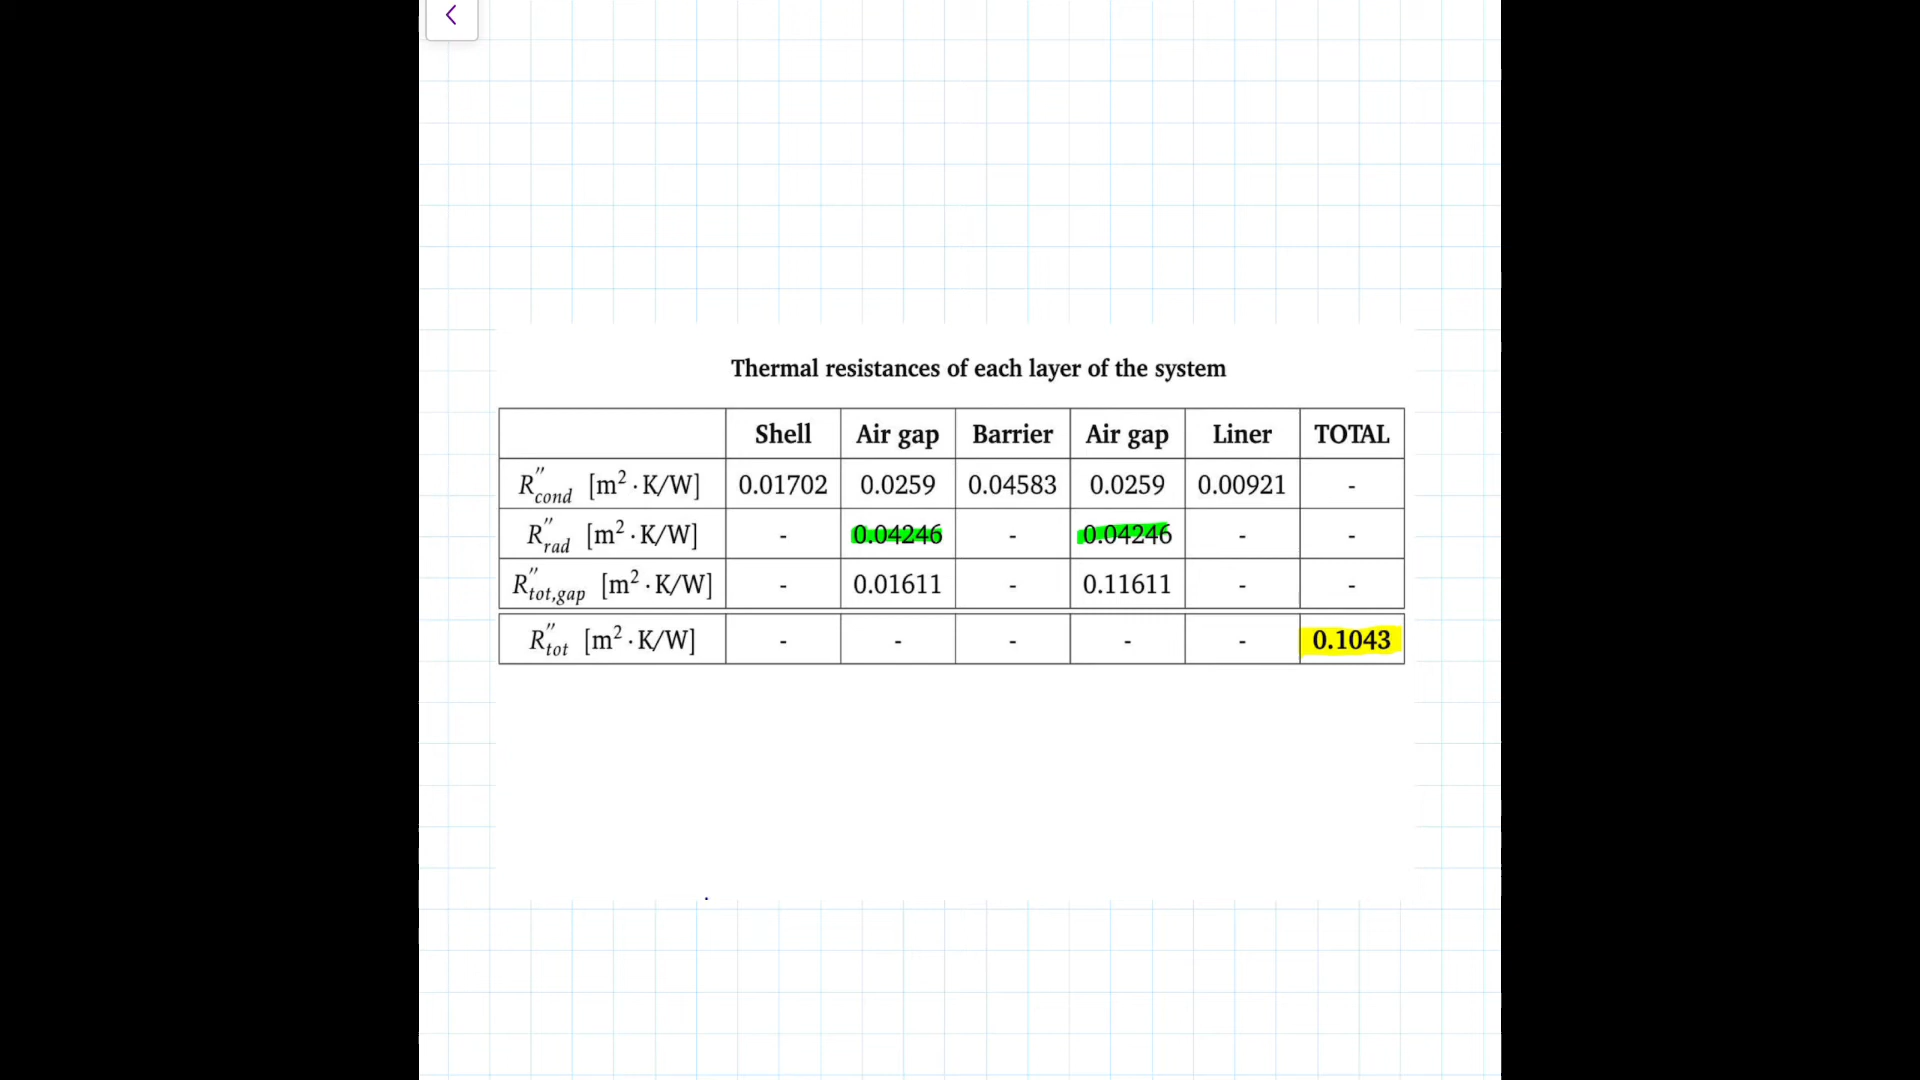 Thermal resistances of each layer of the system
Shell Air gap Barrier Air gap Liner TOTAL
R″cond [m² · K/W] 0.01702 0.0259 0.04583 0.0259 0.00921 -
R″rad [m² · K/W] - 0.04246 - 0.04246 - -
R″tot,gap [m² · K/W] - 0.01611 - 0.11611 - -
R″tot [m² · K/W] - - - - - 0.1043